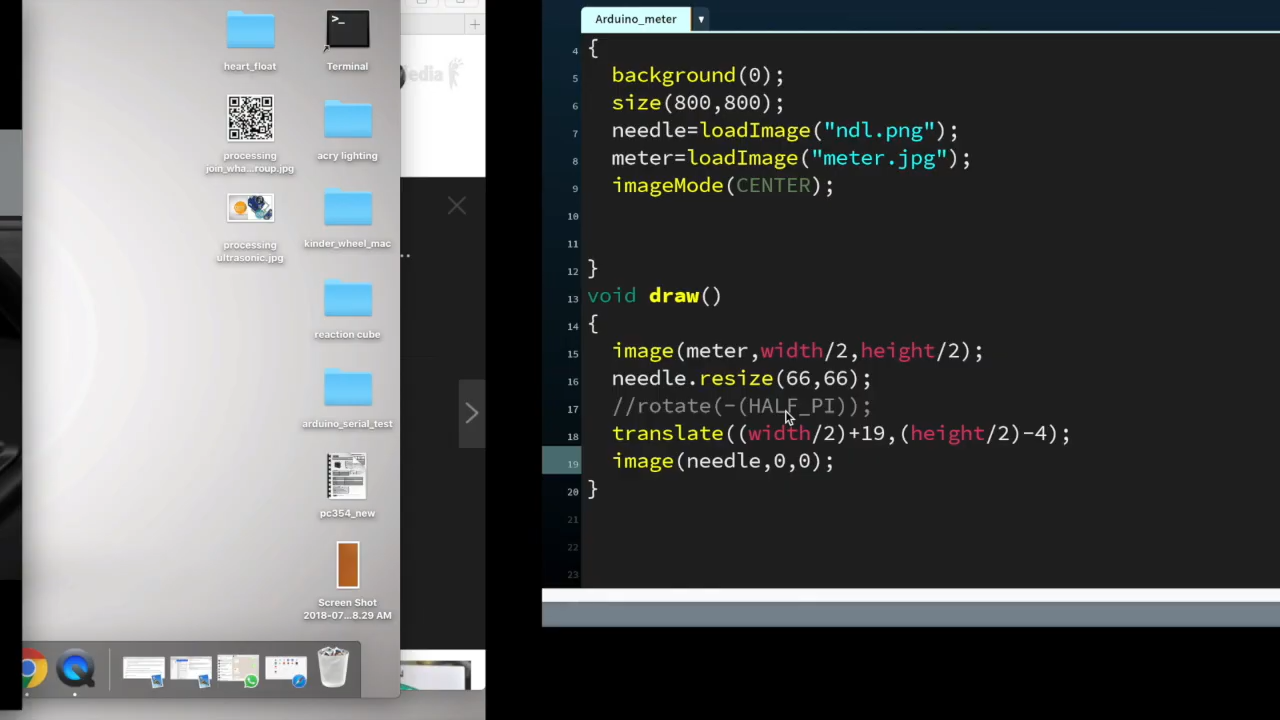 heart_float
Terminal
processing
join_wha...roup.jpg
acry lighting
processing
ultrasonic.jpg
kinder_wheel_mac
reaction cube
arduino_serial_test
pc354_new
Screen Shot
2018-07...8.29 AM
edia
..
Arduino_meter
4 {
5 background(0);
6 size(800,800);
7 needle=loadImage("ndl.png");
8 meter=loadImage("meter.jpg");
9 imageMode(CENTER);
10
11
12 }
13 void draw()
14 {
15 image(meter,width/2,height/2);
16 needle.resize(66,66);
17 //rotate(-(HALF_PI));
18 translate((width/2)+19,(height/2)-4);
19 image(needle,0,0);
20 }
21
22
23